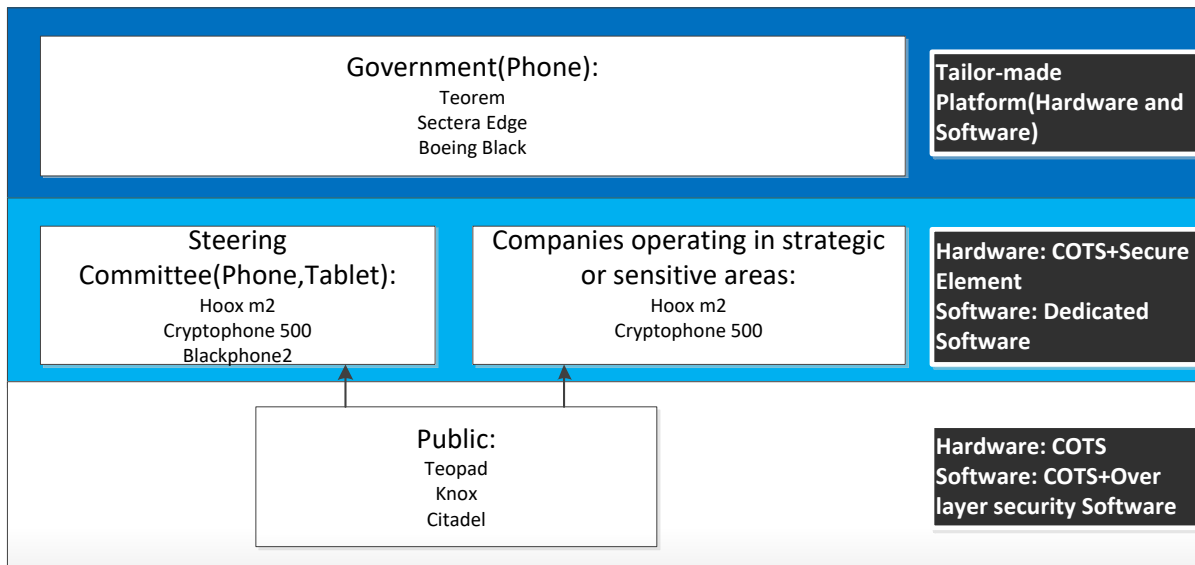 Government(Phone):
Teorem
Sectera Edge
Boeing Black
Tailor-made
Platform(Hardware and
Software)
Steering
Committee(Phone,Tablet):
Hoox m2
Cryptophone 500
Blackphone2
Companies operating in strategic
or sensitive areas:
Hoox m2
Cryptophone 500
Hardware: COTS+Secure
Element
Software: Dedicated
Software
Public:
Teopad
Knox
Citadel
Hardware: COTS
Software: COTS+Over
layer security Software